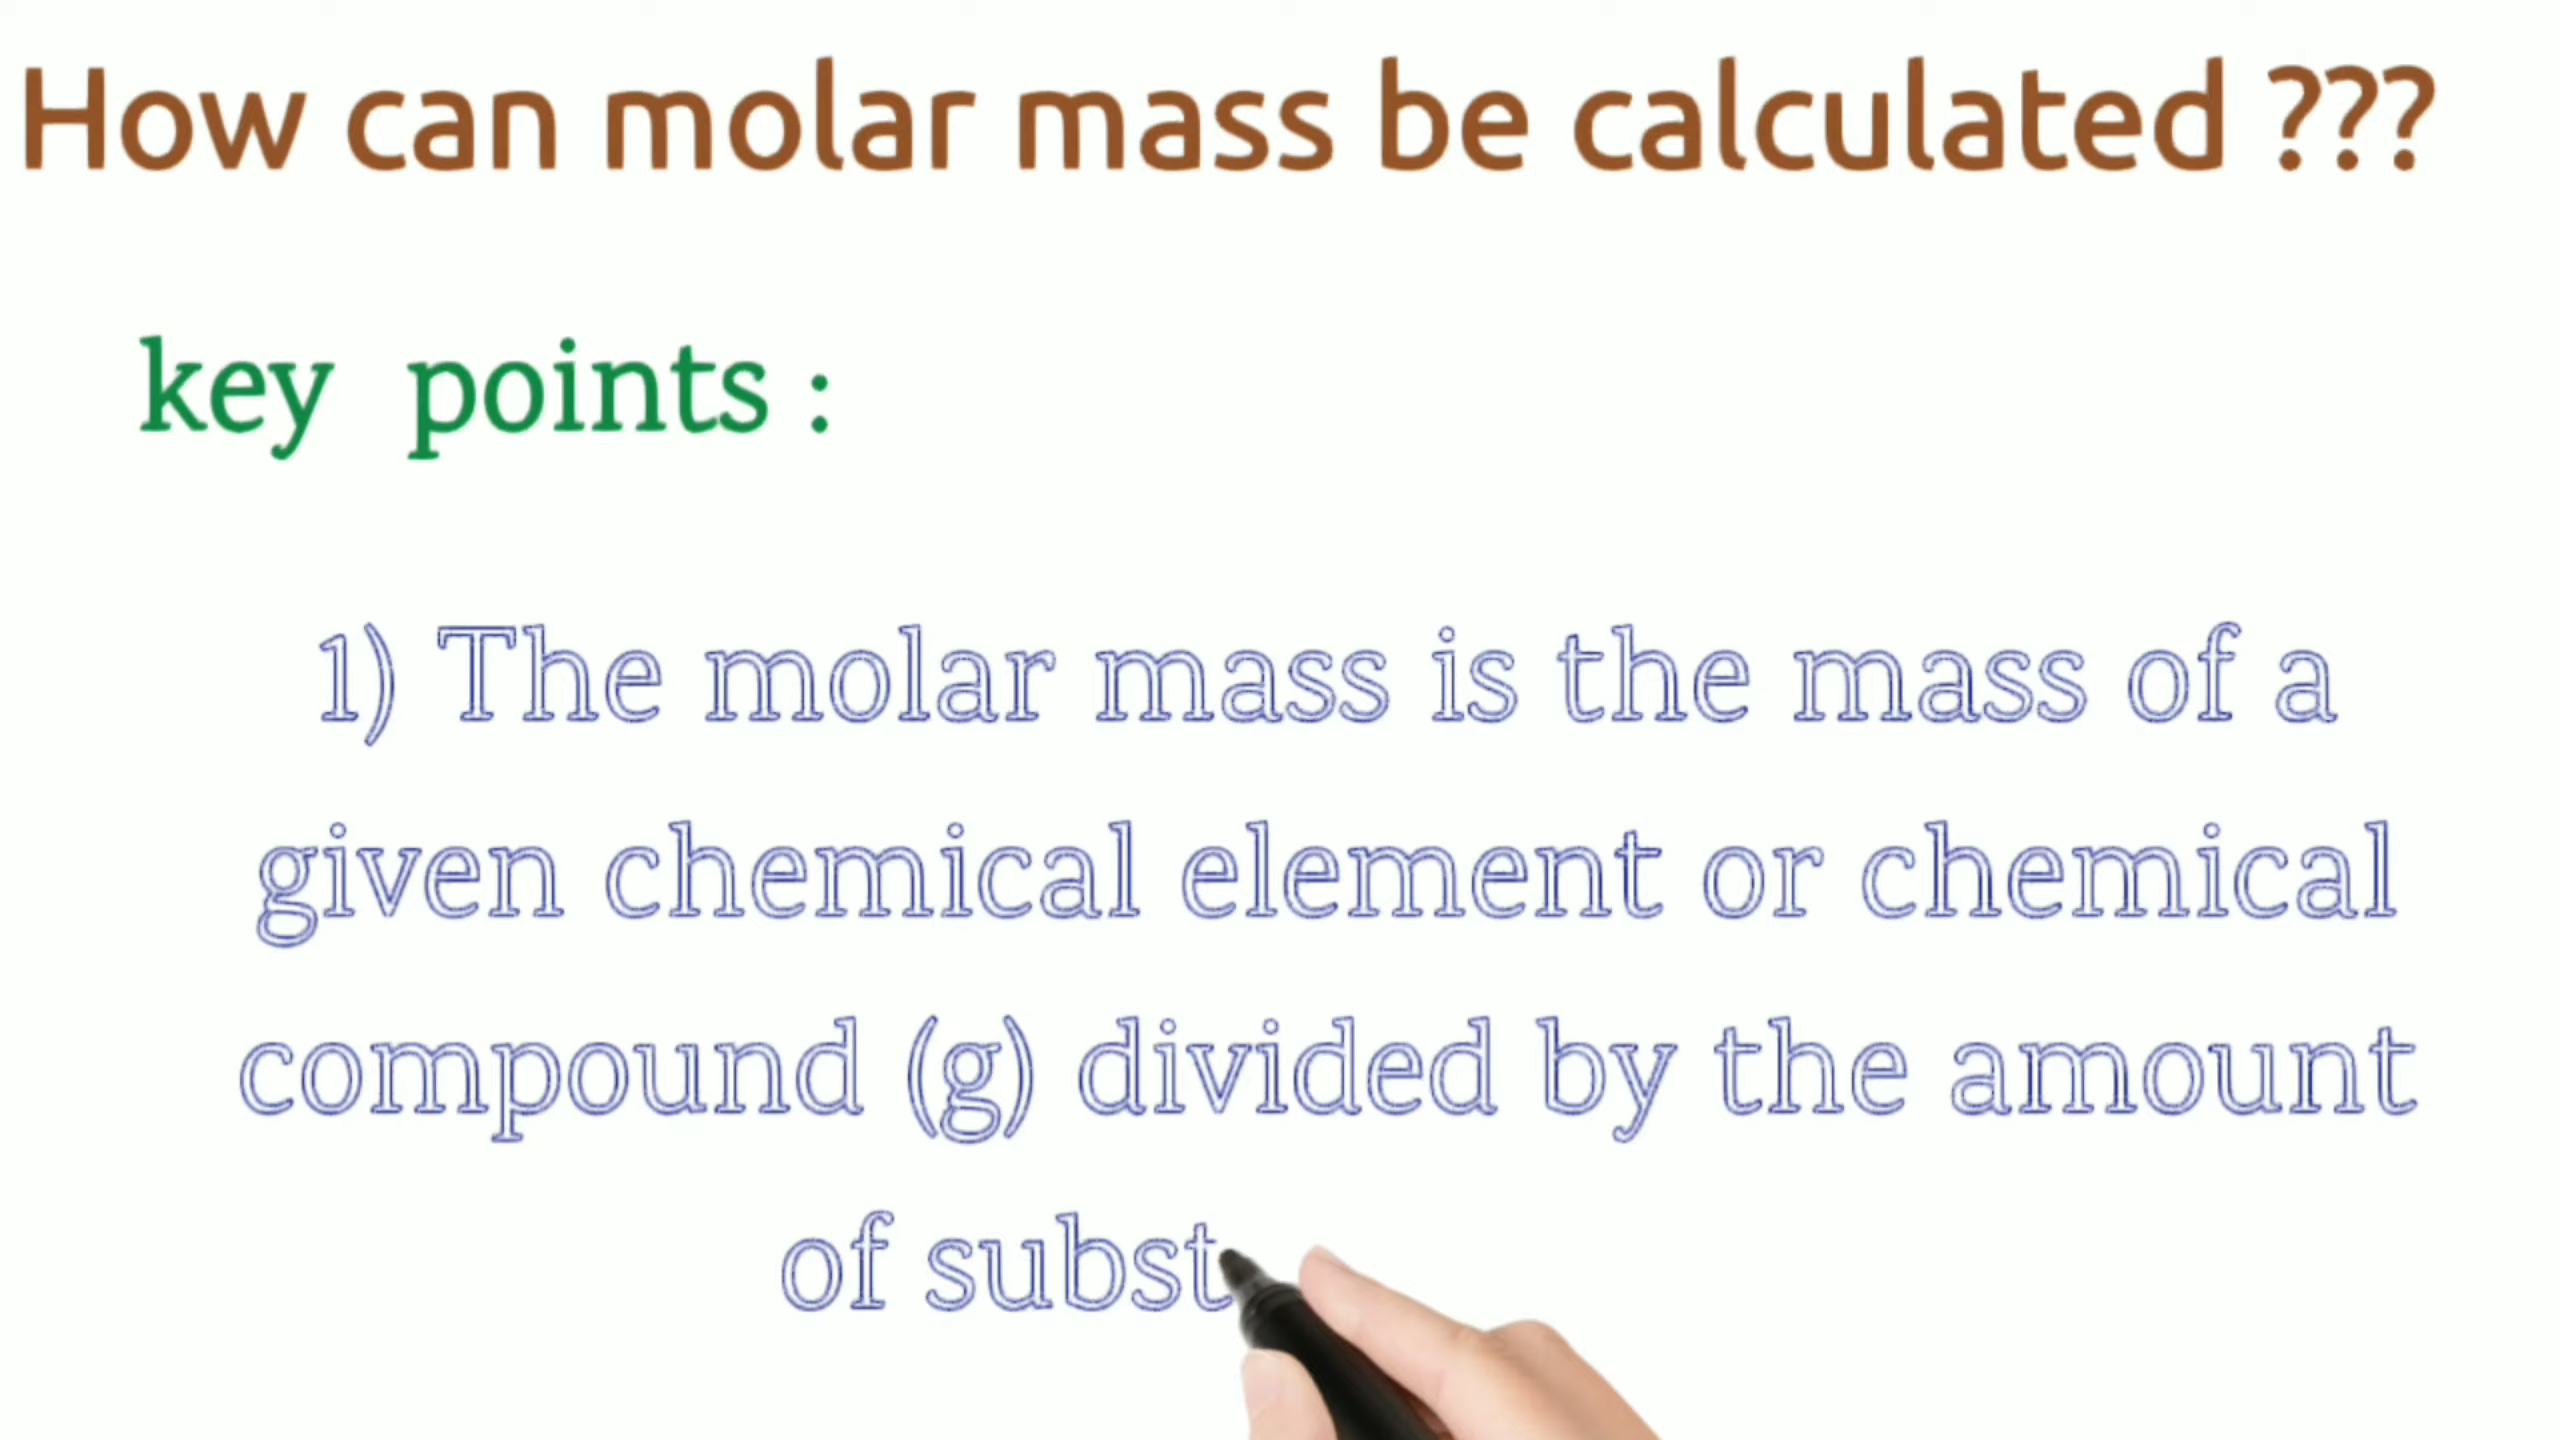 How can molar mass be calculated ???
key points :
1) The molar mass is the mass of a
given chemical element or chemical
compound (g) divided by the amount
of subst